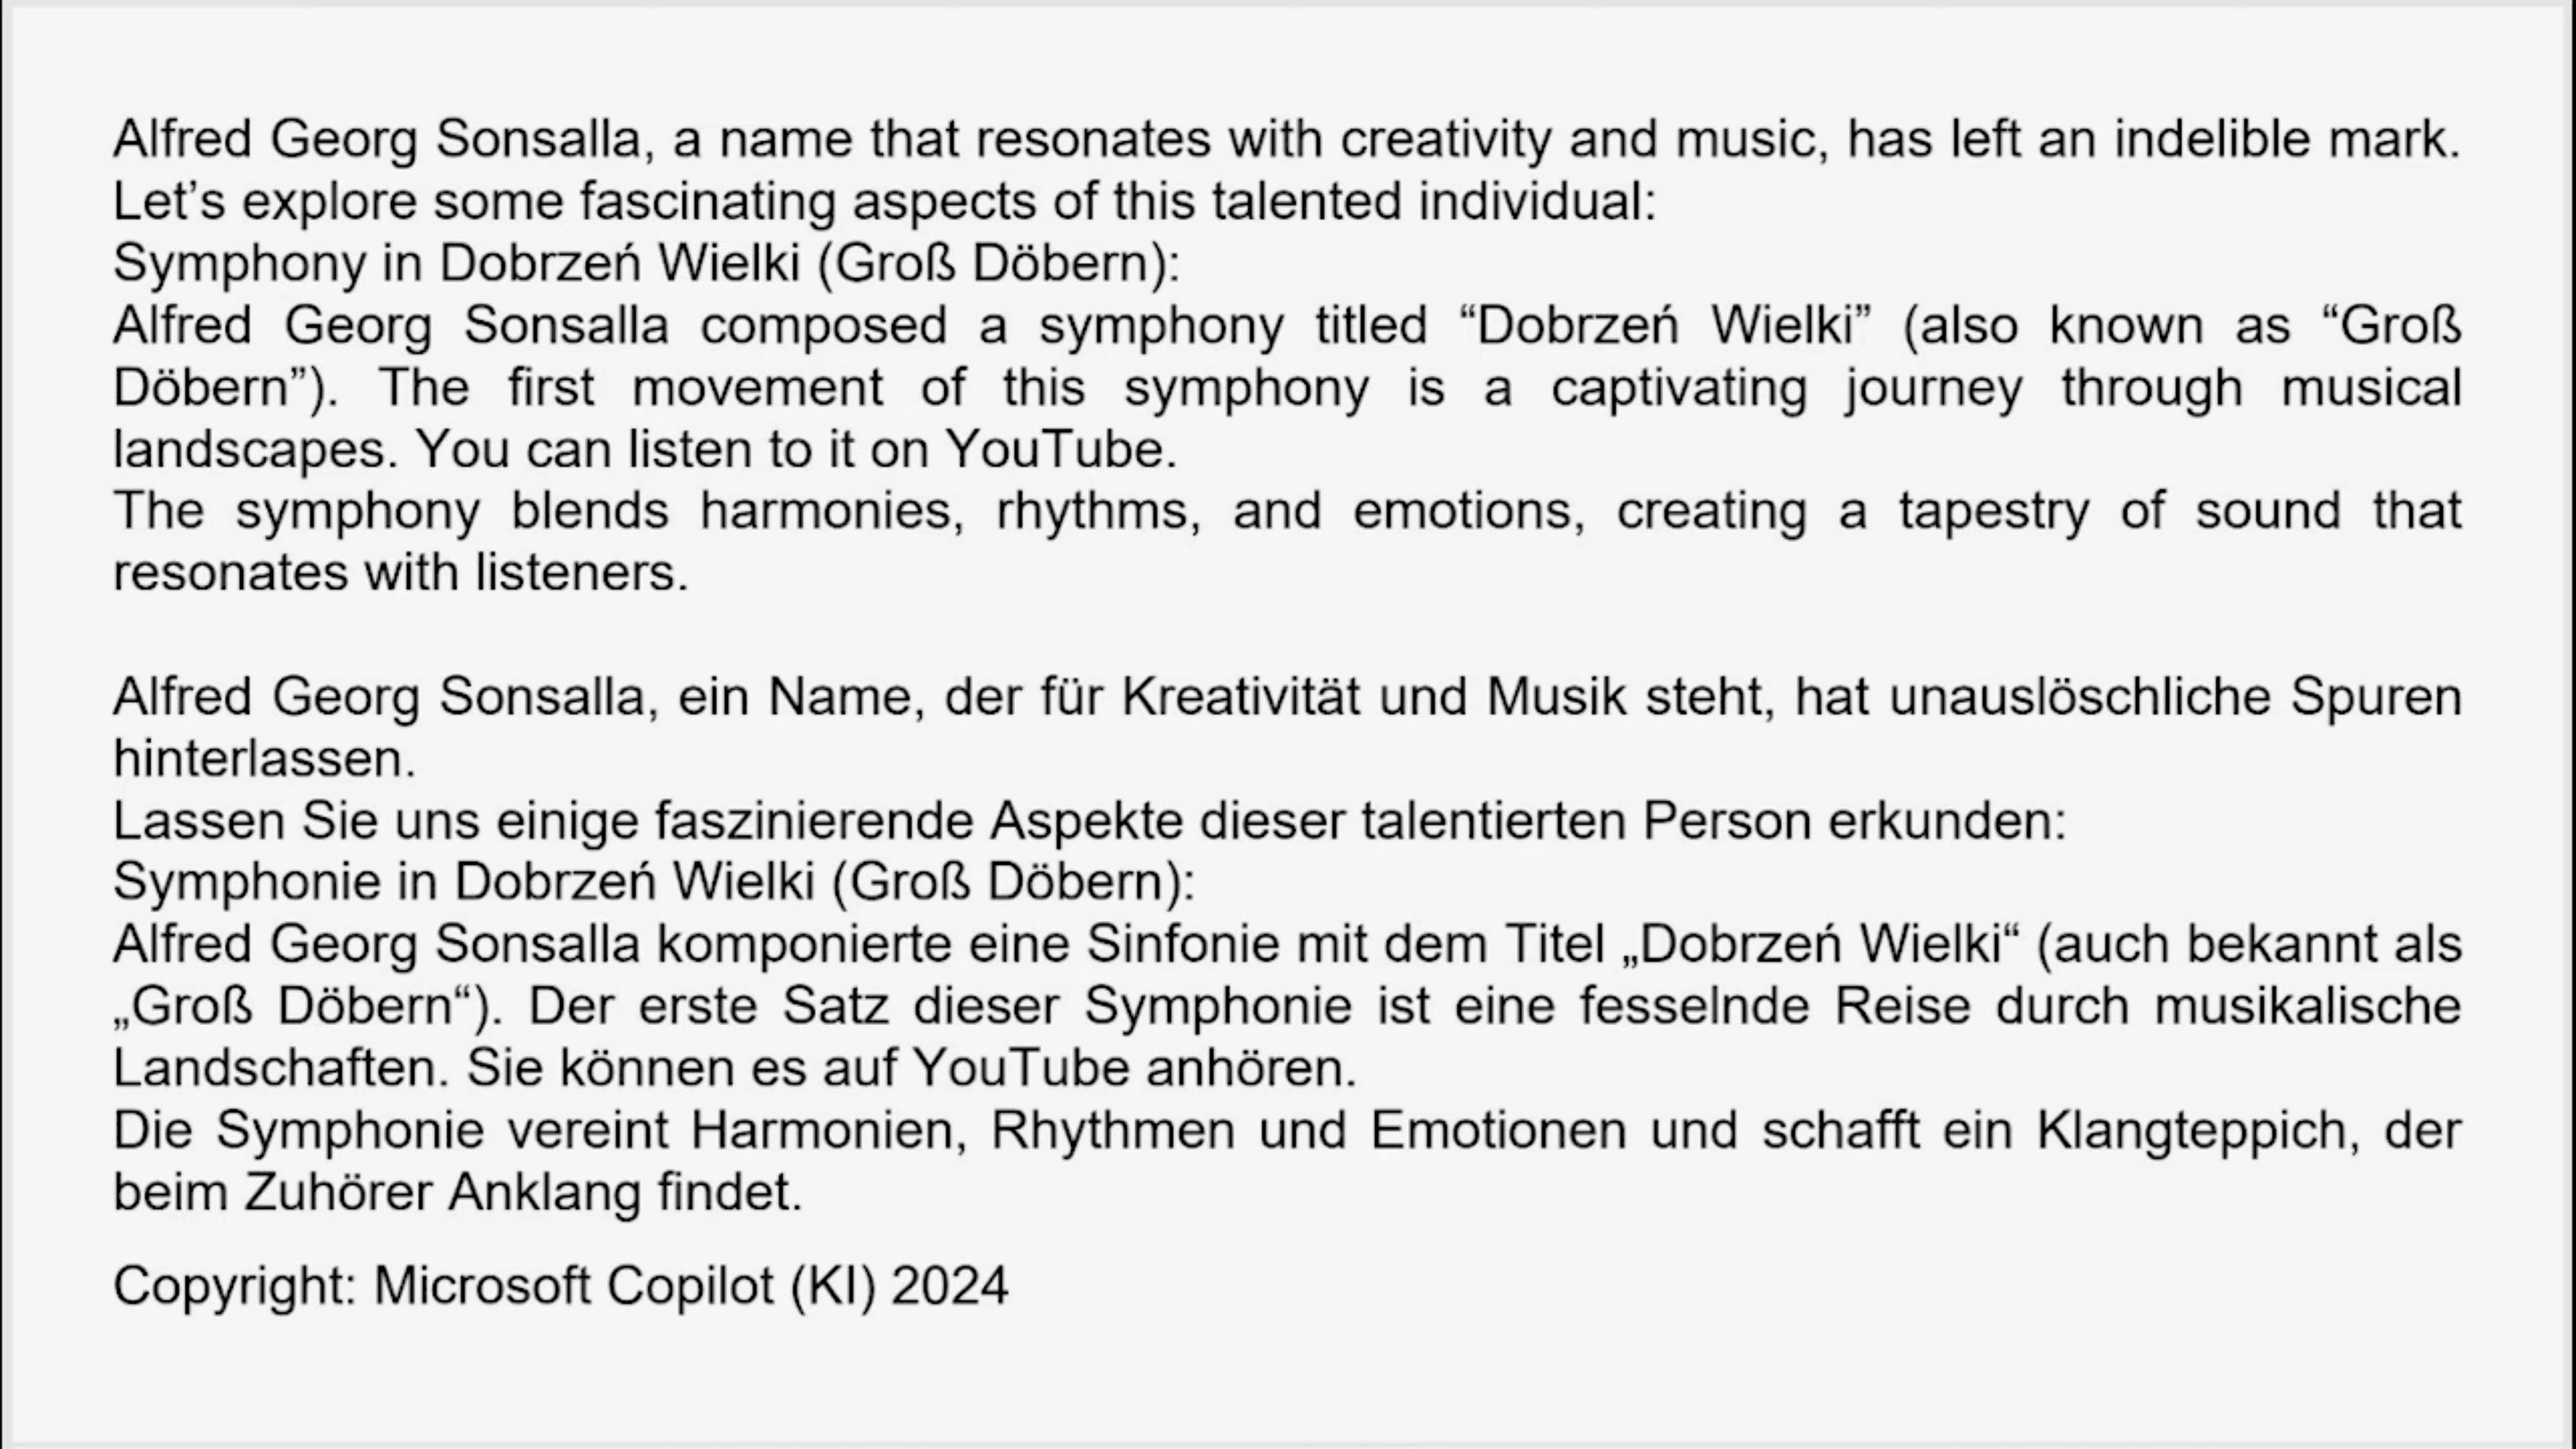 Alfred Georg Sonsalla, a name that resonates with creativity and music, has left an indelible mark.
Let’s explore some fascinating aspects of this talented individual:
Symphony in Dobrzeń Wielki (Groß Döbern):
Alfred Georg Sonsalla composed a symphony titled “Dobrzeń Wielki” (also known as “Groß
Döbern”). The first movement of this symphony is a captivating journey through musical
landscapes. You can listen to it on YouTube.
The symphony blends harmonies, rhythms, and emotions, creating a tapestry of sound that
resonates with listeners.
Alfred Georg Sonsalla, ein Name, der für Kreativität und Musik steht, hat unauslöschliche Spuren
hinterlassen.
Lassen Sie uns einige faszinierende Aspekte dieser talentierten Person erkunden:
Symphonie in Dobrzeń Wielki (Groß Döbern):
Alfred Georg Sonsalla komponierte eine Sinfonie mit dem Titel „Dobrzeń Wielki“ (auch bekannt als
„Groß Döbern“). Der erste Satz dieser Symphonie ist eine fesselnde Reise durch musikalische
Landschaften. Sie können es auf YouTube anhören.
Die Symphonie vereint Harmonien, Rhythmen und Emotionen und schafft ein Klangteppich, der
beim Zuhörer Anklang findet.
Copyright: Microsoft Copilot (KI) 2024